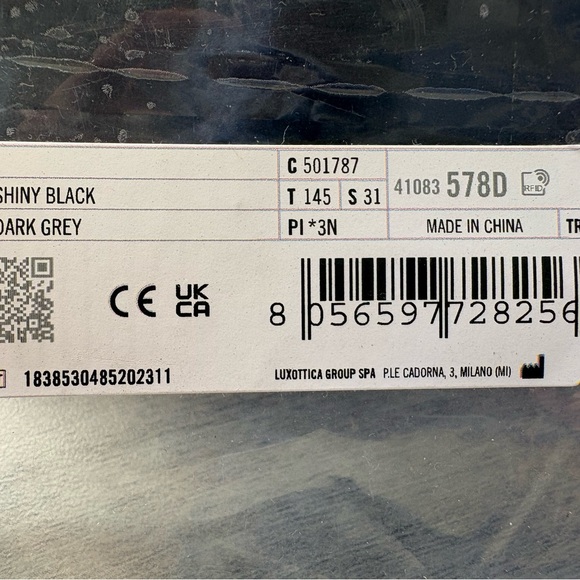 C 501787
SHINY BLACK
T 145 S 31
41083 578D RFID
DARK GREY
PI *3N
MADE IN CHINA
TR
CE UK CA
8 056597 728256
1838530485202311
LUXOTTICA GROUP SPA P.LE CADORNA, 3, MILANO (MI)